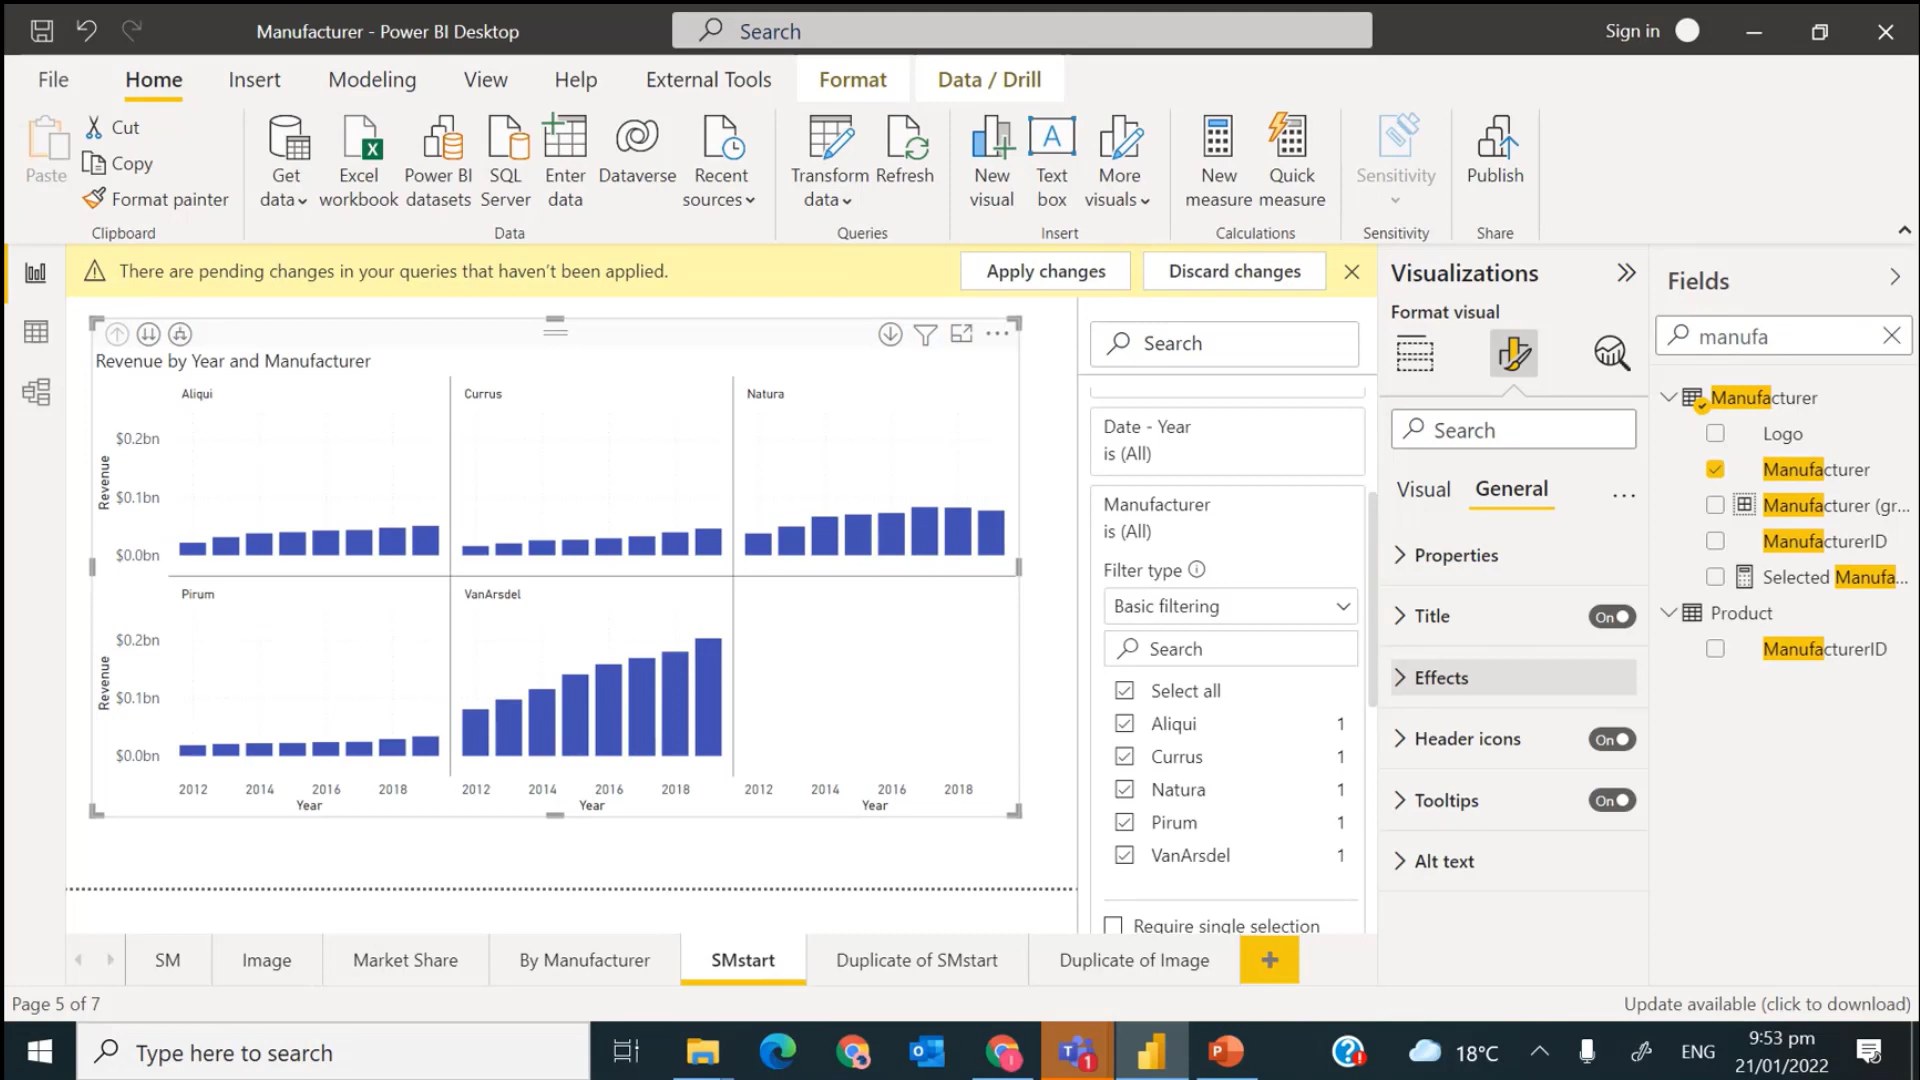 Manufacturer - Power BI Desktop
Search
Sign in
File
Home
Insert
Modeling
View
Help
External Tools
Format
Data / Drill
Paste
Cut
Copy
Format painter
Clipboard
Get data
Excel workbook
Power BI datasets
SQL Server
Enter data
Dataverse
Recent sources
Data
Transform data
Refresh
Queries
New visual
Text box
More visuals
Insert
New measure
Quick measure
Calculations
Sensitivity
Sensitivity
Publish
Share
There are pending changes in your queries that haven't been applied.
Apply changes
Discard changes
Revenue by Year and Manufacturer
Aliqui
Currus
Natura
Revenue
$0.2bn
$0.1bn
$0.0bn
Pirum
VanArsdel
Revenue
$0.2bn
$0.1bn
$0.0bn
2012 2014 2016 2018
2012 2014 2016 2018
2012 2014 2016 2018
Year
Year
Year
Search
Date - Year
is (All)
Manufacturer
is (All)
Filter type
Basic filtering
Search
Select all
Aliqui 1
Currus 1
Natura 1
Pirum 1
VanArsdel 1
Require single selection
Visualizations
Format visual
Search
Visual
General
Properties
Title On
Effects
Header icons On
Tooltips On
Alt text
Fields
manufa
Manufacturer
Logo
Manufacturer
Manufacturer (gr...
ManufacturerID
Selected Manufa...
Product
ManufacturerID
SM
Image
Market Share
By Manufacturer
SMstart
Duplicate of SMstart
Duplicate of Image
Page 5 of 7
Update available (click to download)
Type here to search
18°C
ENG
9:53 pm
21/01/2022